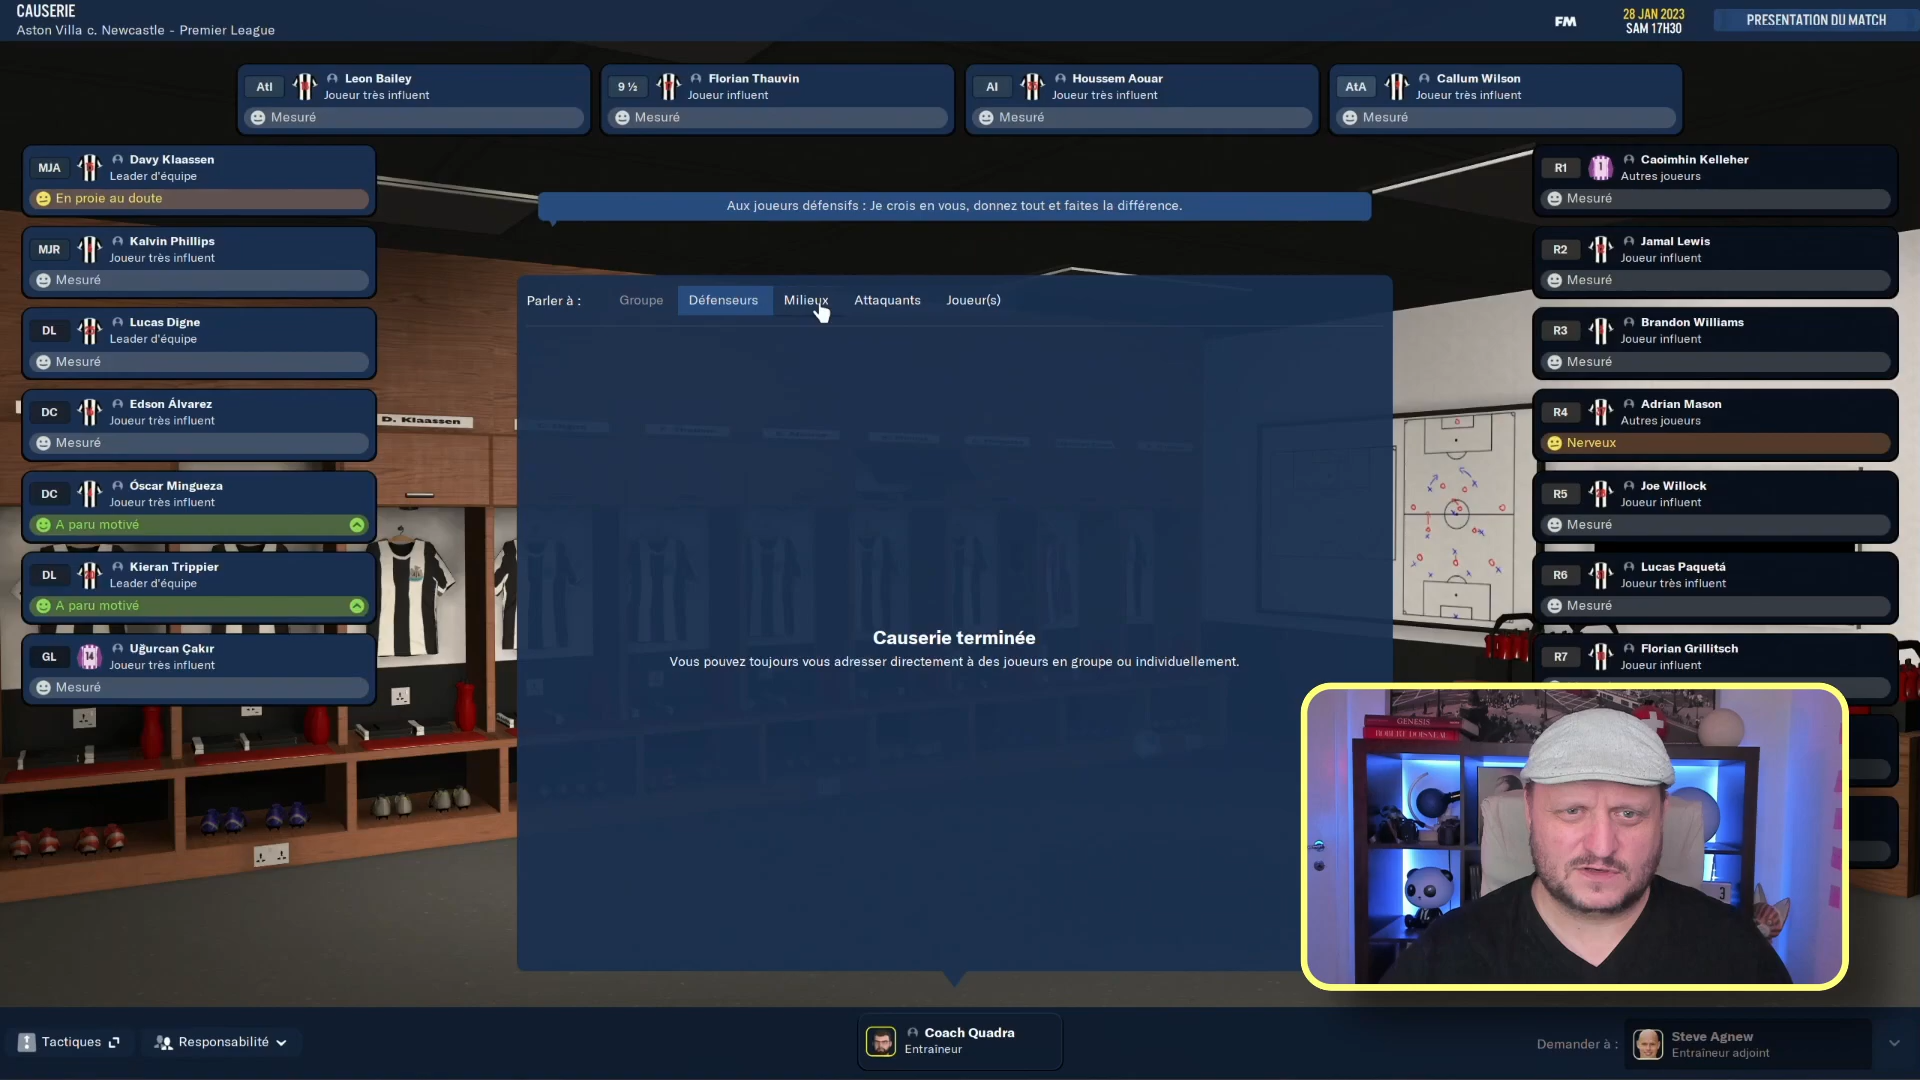 CAUSERIE
Aston Villa c. Newcastle - Premier League
FM
28 JAN 2023
SAM 17H30
PRESENTATION DU MATCH
AtI
Leon Bailey
Joueur très influent
Mesuré
9 ½
Florian Thauvin
Joueur influent
Mesuré
AI
Houssem Aouar
Joueur très influent
Mesuré
AtA
Callum Wilson
Joueur très influent
Mesuré
MJA
Davy Klaassen
Leader d'équipe
En proie au doute
MJR
Kalvin Phillips
Joueur très influent
Mesuré
DL
Lucas Digne
Leader d'équipe
Mesuré
DC
Edson Álvarez
Joueur très influent
Mesuré
DC
Óscar Mingueza
Joueur très influent
A paru motivé
DL
Kieran Trippier
Leader d'équipe
A paru motivé
GL
14
Uğurcan Çakır
Joueur très influent
Mesuré
Aux joueurs défensifs : Je crois en vous, donnez tout et faites la différence.
Parler à :
Groupe
Défenseurs
Milieux
Attaquants
Joueur(s)
D. Klaassen
Causerie terminée
Vous pouvez toujours vous adresser directement à des joueurs en groupe ou individuellement.
R1
1
Caoimhin Kelleher
Autres joueurs
Mesuré
R2
Jamal Lewis
Joueur influent
Mesuré
R3
Brandon Williams
Joueur influent
Mesuré
R4
Adrian Mason
Autres joueurs
Nerveux
R5
Joe Willock
Joueur influent
Mesuré
R6
Lucas Paquetá
Joueur très influent
Mesuré
R7
Florian Grillitsch
Joueur influent
GENESIS
ROBERT DOISNEAU
3
Tactiques
Responsabilité
Coach Quadra
Entraîneur
Demander à :
Steve Agnew
Entraîneur adjoint